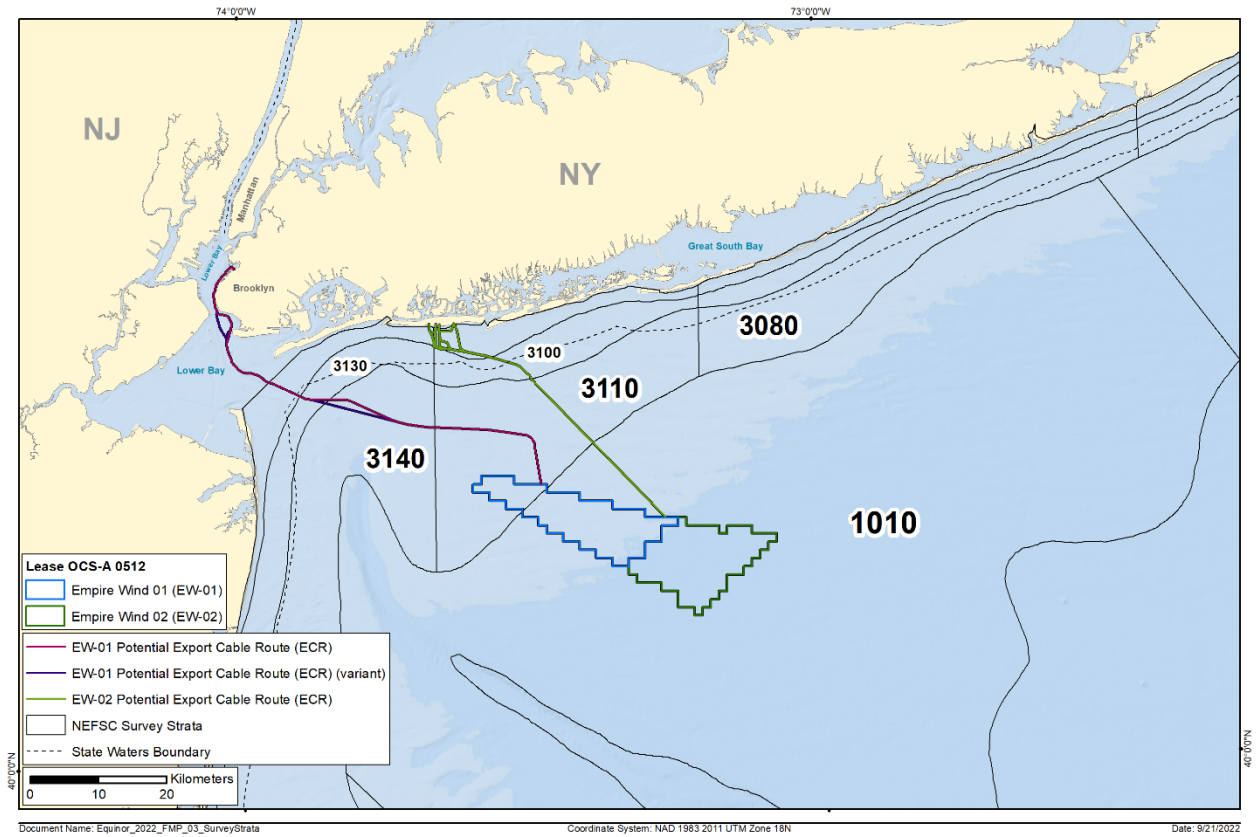 74°0'0"W
73°0'0"W
NJ
Manhattan
NY
Lower Bay
Great South Bay
Brooklyn
3080
Lower Bay
3100
3130
3110
3140
1010
Lease OCS-A 0512
Empire Wind 01 (EW-01)
Empire Wind 02 (EW-02)
EW-01 Potential Export Cable Route (ECR)
EW-01 Potential Export Cable Route (ECR) (variant)
EW-02 Potential Export Cable Route (ECR)
NEFSC Survey Strata
State Waters Boundary
40°0'0"N
40°0'0"N
Kilometers
0 10 20
Document Name: Equinor_2022_FMP_03_SurveyStrata
Coordinate System: NAD 1983 2011 UTM Zone 18N
Date: 9/21/2022